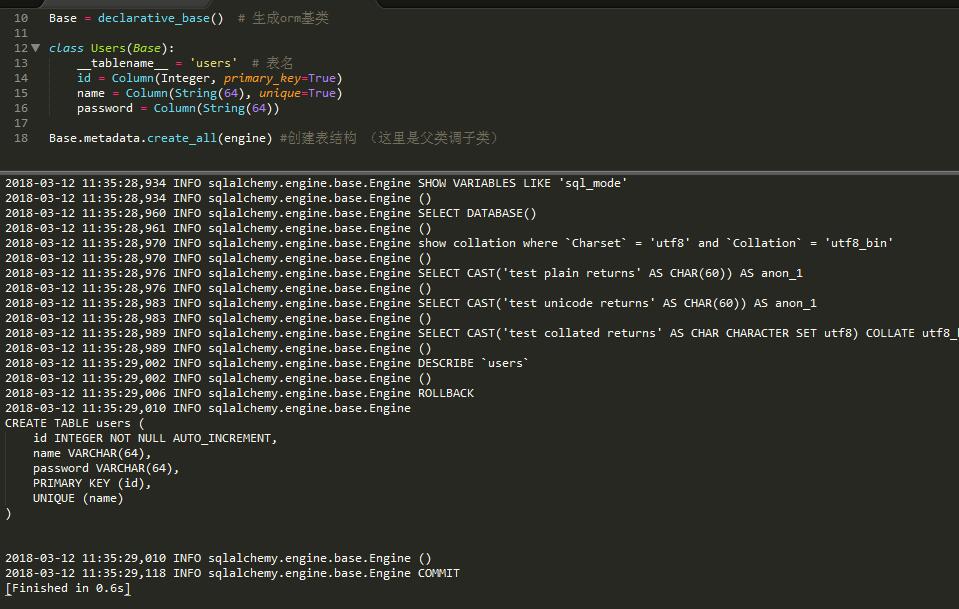 10 Base = declarative_base()  # 生成orm基类
11
12 class Users(Base):
13     __tablename__ = 'users'  # 表名
14     id = Column(Integer, primary_key=True)
15     name = Column(String(64), unique=True)
16     password = Column(String(64))
17
18 Base.metadata.create_all(engine) #创建表结构 （这里是父类调子类）
2018-03-12 11:35:28,934 INFO sqlalchemy.engine.base.Engine SHOW VARIABLES LIKE 'sql_mode'
2018-03-12 11:35:28,934 INFO sqlalchemy.engine.base.Engine ()
2018-03-12 11:35:28,960 INFO sqlalchemy.engine.base.Engine SELECT DATABASE()
2018-03-12 11:35:28,961 INFO sqlalchemy.engine.base.Engine ()
2018-03-12 11:35:28,970 INFO sqlalchemy.engine.base.Engine show collation where `Charset` = 'utf8' and `Collation` = 'utf8_bin'
2018-03-12 11:35:28,970 INFO sqlalchemy.engine.base.Engine ()
2018-03-12 11:35:28,976 INFO sqlalchemy.engine.base.Engine SELECT CAST('test plain returns' AS CHAR(60)) AS anon_1
2018-03-12 11:35:28,976 INFO sqlalchemy.engine.base.Engine ()
2018-03-12 11:35:28,983 INFO sqlalchemy.engine.base.Engine SELECT CAST('test unicode returns' AS CHAR(60)) AS anon_1
2018-03-12 11:35:28,983 INFO sqlalchemy.engine.base.Engine ()
2018-03-12 11:35:28,989 INFO sqlalchemy.engine.base.Engine SELECT CAST('test collated returns' AS CHAR CHARACTER SET utf8) COLLATE utf8_
2018-03-12 11:35:28,989 INFO sqlalchemy.engine.base.Engine ()
2018-03-12 11:35:29,002 INFO sqlalchemy.engine.base.Engine DESCRIBE `users`
2018-03-12 11:35:29,002 INFO sqlalchemy.engine.base.Engine ()
2018-03-12 11:35:29,006 INFO sqlalchemy.engine.base.Engine ROLLBACK
2018-03-12 11:35:29,010 INFO sqlalchemy.engine.base.Engine
CREATE TABLE users (
    id INTEGER NOT NULL AUTO_INCREMENT,
    name VARCHAR(64),
    password VARCHAR(64),
    PRIMARY KEY (id),
    UNIQUE (name)
)
2018-03-12 11:35:29,010 INFO sqlalchemy.engine.base.Engine ()
2018-03-12 11:35:29,118 INFO sqlalchemy.engine.base.Engine COMMIT
[Finished in 0.6s]